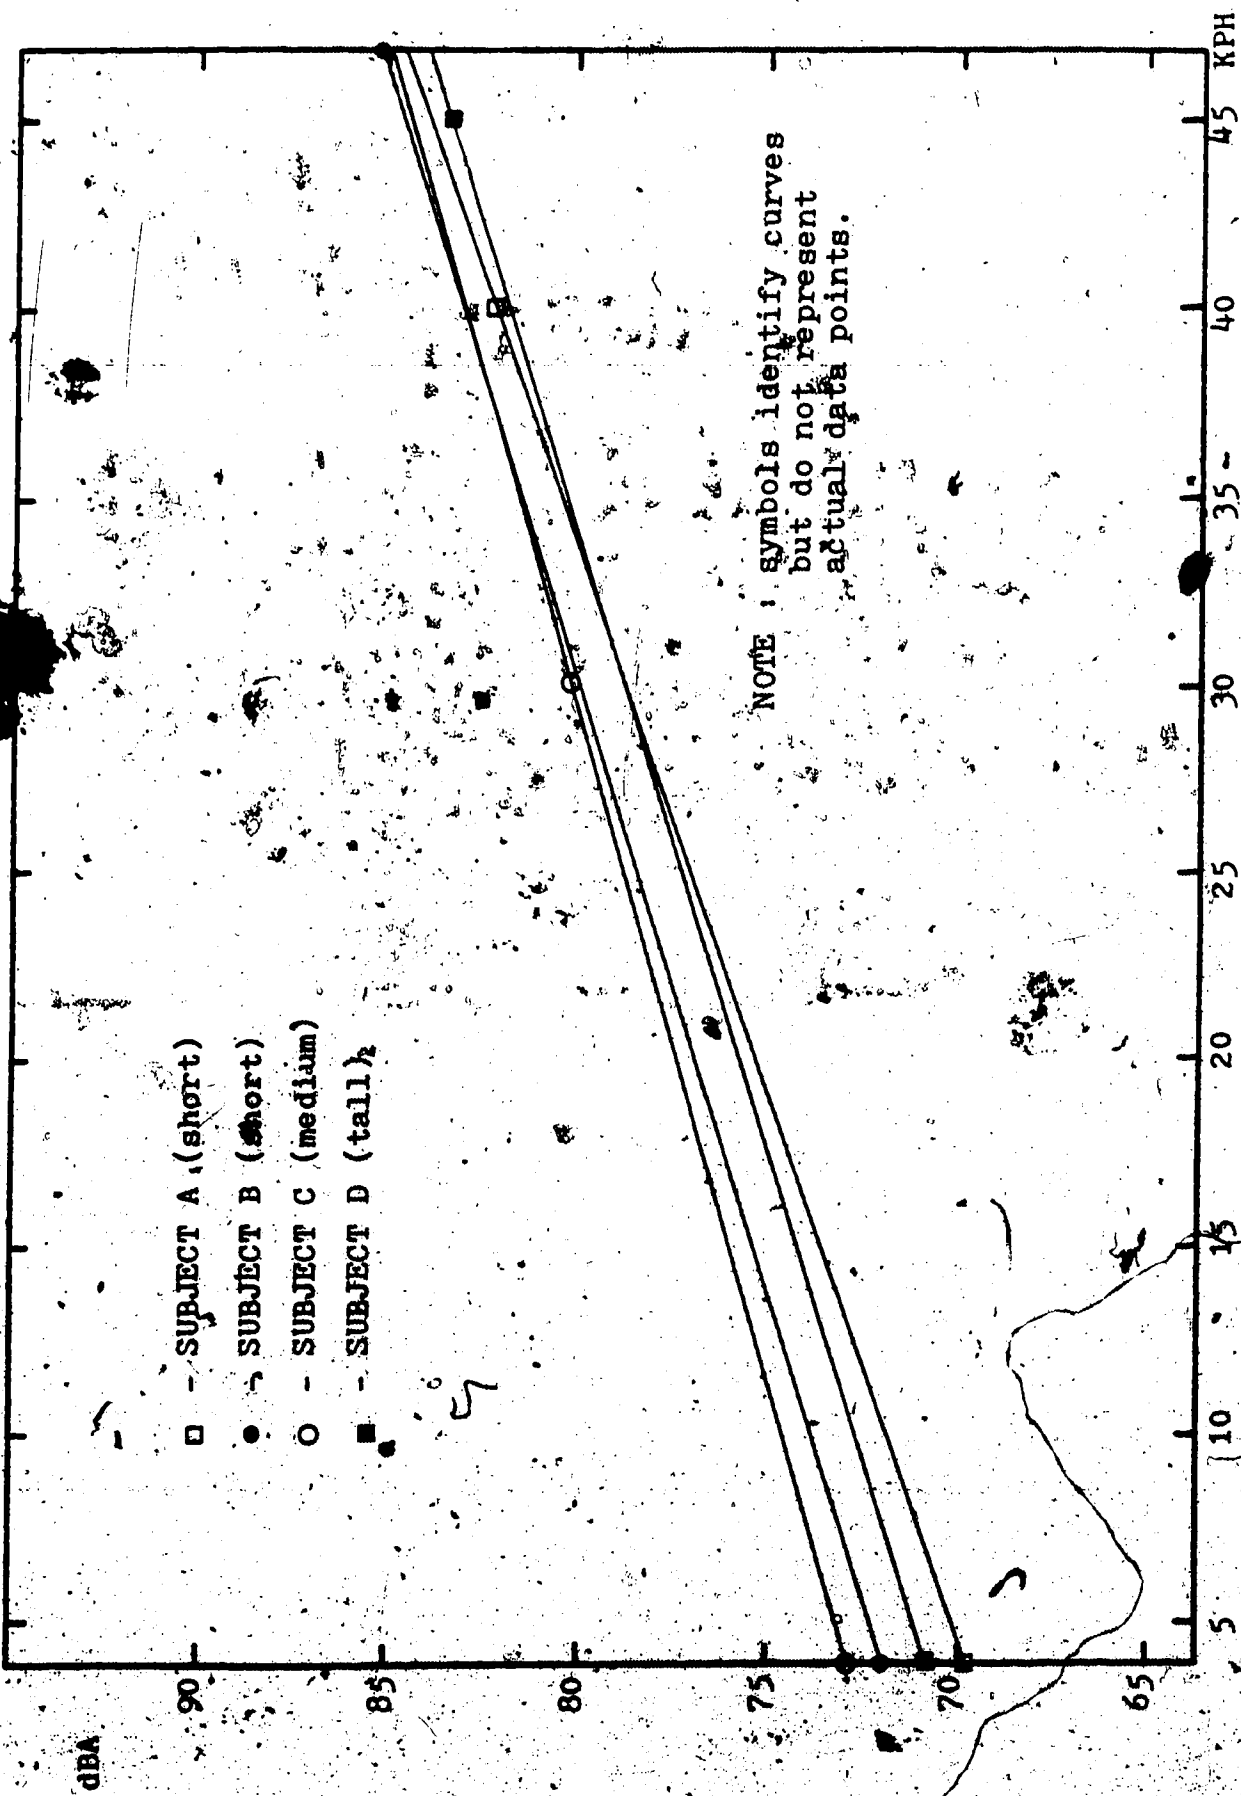 dBA
90
85
80
75
70
65
□ - SUBJECT A (short)
● - SUBJECT B (short)
○ - SUBJECT C (medium)
■ - SUBJECT D (tall)
NOTE : symbols identify curves
but do not represent
actual data points.
5 10 15 20 25 30 35 40 45 KPH